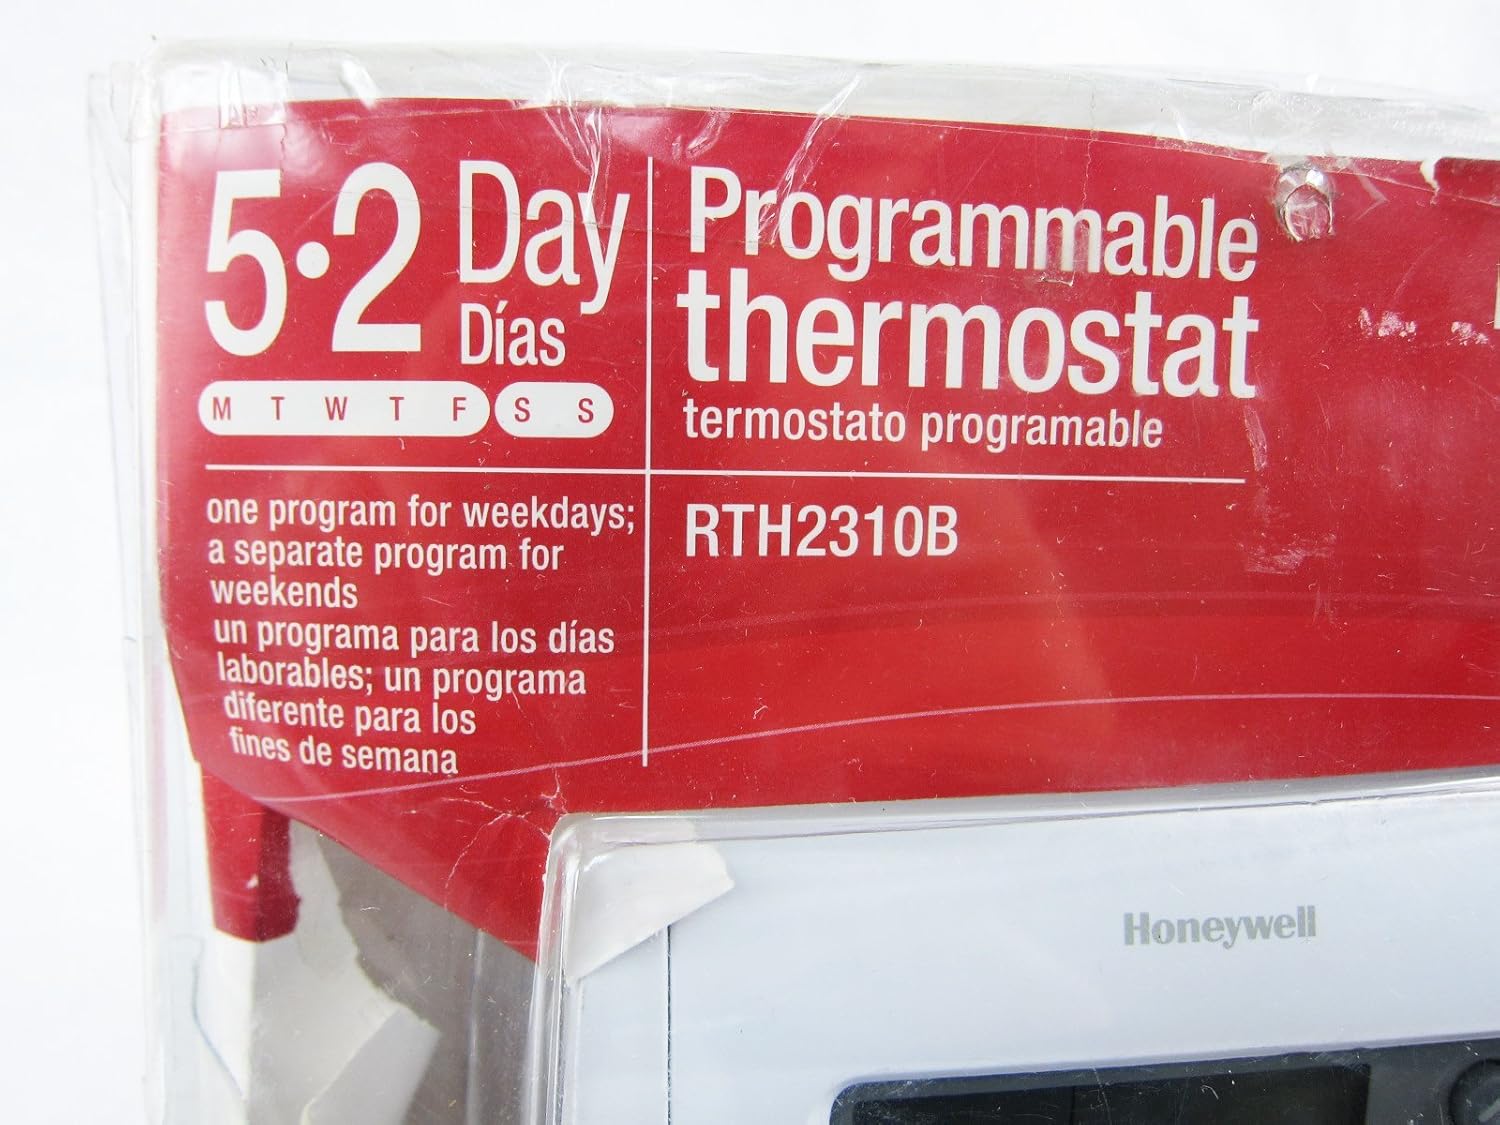 5·2 Day
Días
M T W T F S S
one program for weekdays;
a separate program for
weekends
un programa para los días
laborables; un programa
diferente para los
fines de semana
Programmable
thermostat
termostato programable
RTH2310B
Honeywell